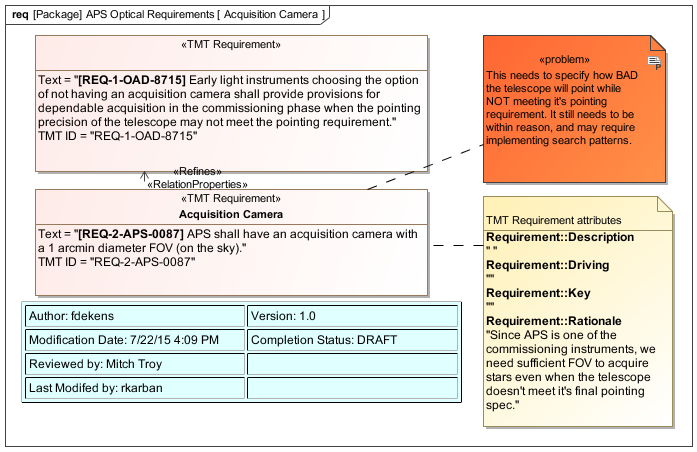 req [Package] APS Optical Requirements [ Acquisition Camera ]
«TMT Requirement»
Text = "[REQ-1-OAD-8715] Early light instruments choosing the option
of not having an acquisition camera shall provide provisions for
dependable acquisition in the commissioning phase when the pointing
precision of the telescope may not meet the pointing requirement."
TMT ID = "REQ-1-OAD-8715"
«Refines»
«RelationProperties»
«TMT Requirement»
Acquisition Camera
Text = "[REQ-2-APS-0087] APS shall have an acquisition camera with
a 1 arcmin diameter FOV (on the sky)."
TMT ID = "REQ-2-APS-0087"
«problem»
This needs to specify how BAD
the telescope will point while
NOT meeting it's pointing
requirement. It still needs to be
within reason, and may require
implementing search patterns.
TMT Requirement attributes
Requirement::Description
" "
Requirement::Driving
""
Requirement::Key
""
Requirement::Rationale
"Since APS is one of the
commissioning instruments, we
need sufficient FOV to acquire
stars even when the telescope
doesn't meet it's final pointing
spec."
Author: fdekens
Version: 1.0
Modification Date: 7/22/15 4:09 PM
Completion Status: DRAFT
Reviewed by: Mitch Troy
Last Modifed by: rkarban